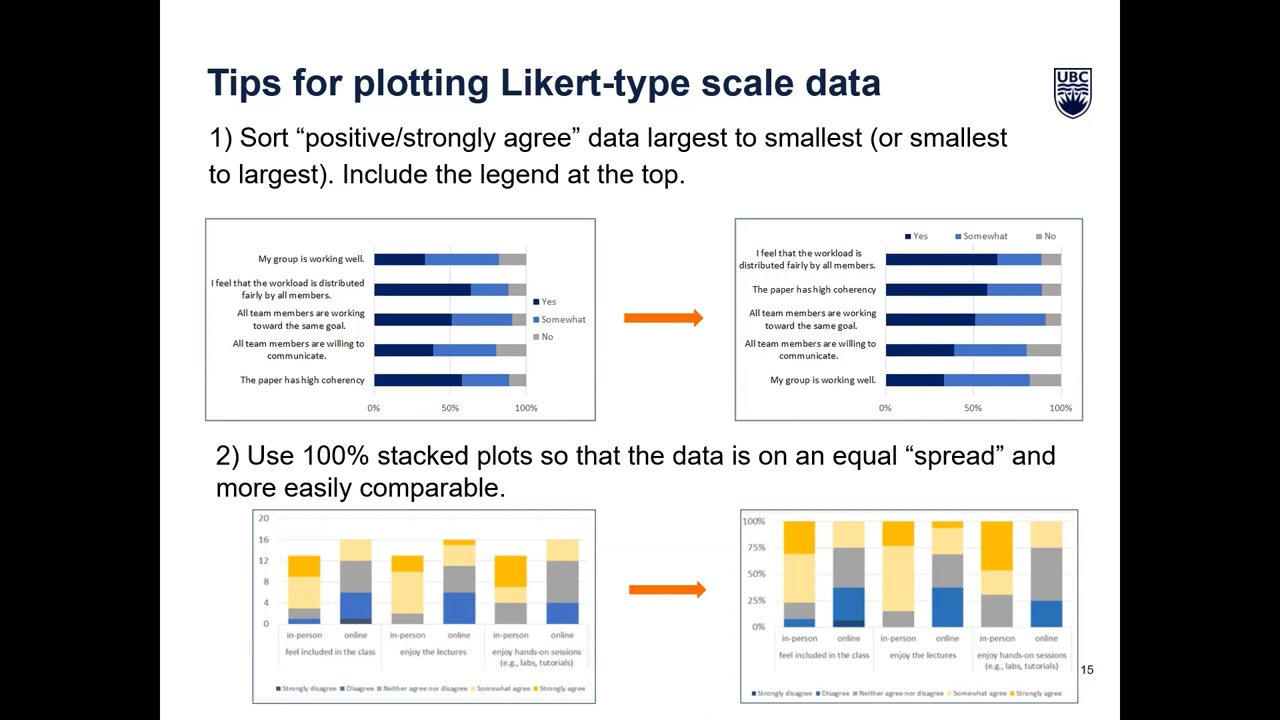 Tips for plotting Likert-type scale data
UBC
1) Sort “positive/strongly agree” data largest to smallest (or smallest
to largest). Include the legend at the top.
My group is working well.
I feel that the workload is distributed
fairly by all members.
All team members are working
toward the same goal.
All team members are willing to
communicate.
The paper has high coherency
0% 50% 100%
Yes
Somewhat
No
Yes Somewhat No
I feel that the workload is
distributed fairly by all members.
The paper has high coherency
All team members are working
toward the same goal.
All team members are willing to
communicate.
My group is working well.
0% 50% 100%
2) Use 100% stacked plots so that the data is on an equal “spread” and
more easily comparable.
20
16
12
8
4
0
in-person online in-person online in-person online
feel included in the class enjoy the lectures enjoy hands-on sessions
(e.g., labs, tutorials)
Strongly disagree Disagree Neither agree nor disagree Somewhat agree Strongly agree
100%
75%
50%
25%
0%
in-person online in-person online in-person online
feel included in the class enjoy the lectures enjoy hands-on sessions
(e.g., labs, tutorials)
Strongly disagree Disagree Neither agree nor disagree Somewhat agree Strongly agree
15